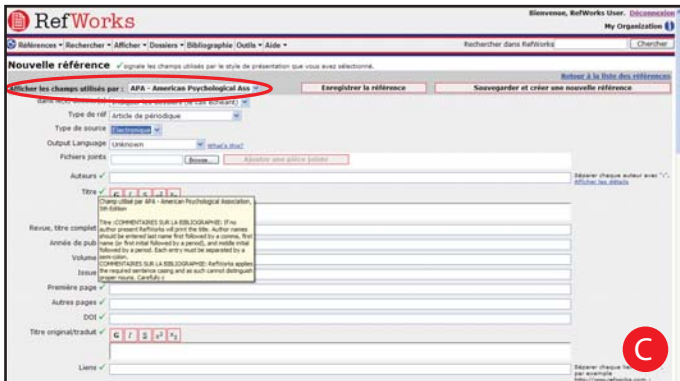 RefWorks
Bienvenue, RefWorks User. Déconnexion
My Organization
Références Rechercher Afficher Dossiers Bibliographie Outils Aide
Rechercher dans RefWorks Chercher
Nouvelle référence ✓ signale les champs utilisés par le style de présentation que vous avez sélectionné.
Retour à la liste des références
Afficher les champs utilisés par : APA - American Psychological Ass Enregistrer la référence Sauvegarder et créer une nouvelle référence
Type de réf Article de périodique
Type de source Électronique
Output Language Unknown What's this?
Fichiers joints Browse... Ajouter une pièce jointe
Auteurs ✓ Séparer chaque auteur avec ";".
Afficher les détails
Titre ✓ G I S x² x₂
Champ utilisé par APA - American Psychological Association,
5th Edition
Titre :COMMENTAIRES SUR LA BIBLIOGRAPHIE: If no
author present RefWorks will print the title. Author names
should be entered last name first followed by a comma, first
name (or first initial followed by a period), and middle initial
followed by a period. Each entry must be separated by a
semi-colon.
COMMENTAIRES SUR LA BIBLIOGRAPHIE: RefWorks applies
the required sentence casing and as such cannot distinguish
proper nouns. Carefully c
Revue, titre complet
Année de pub
Volume
Issue
Première page ✓
Autres pages ✓
DOI ✓
Titre original/traduit ✓ G I S x² x₂
Liens ✓ Séparer chaque
par exemple
C